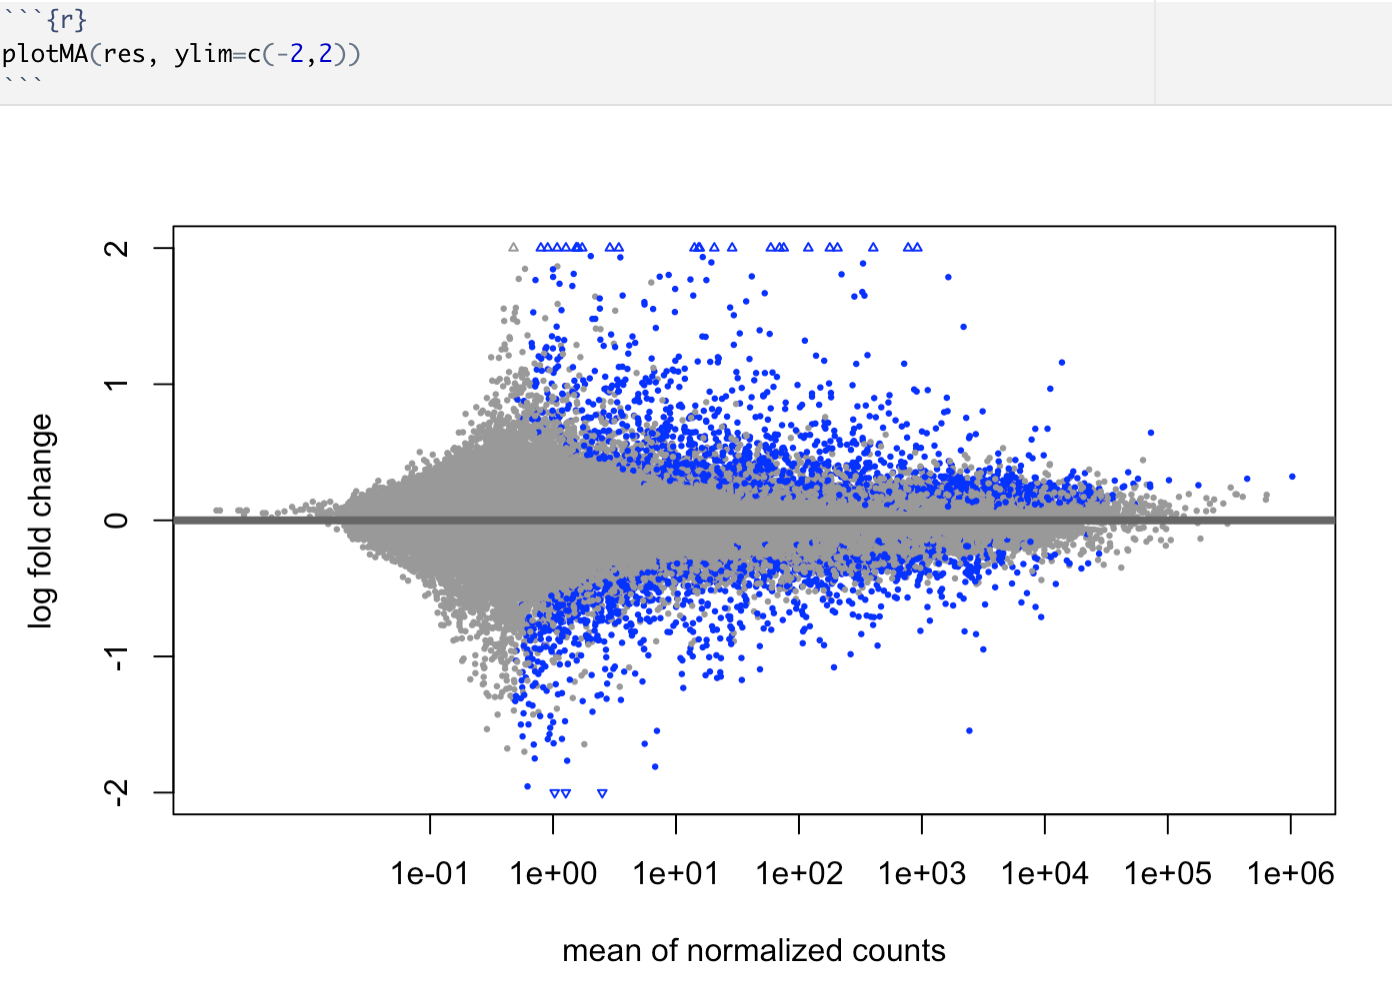 ```{r}
plotMA(res, ylim=c(-2,2))
```
2
1
0
-1
-2
log fold change
1e-01 1e+00 1e+01 1e+02 1e+03 1e+04 1e+05 1e+06
mean of normalized counts